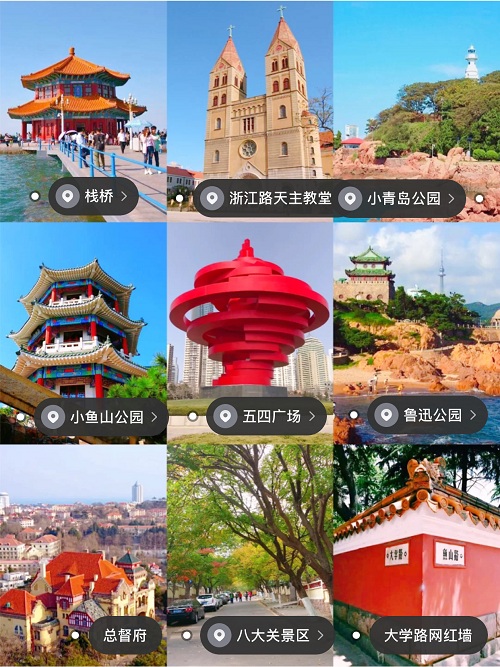 栈桥
浙江路天主教堂
小青岛公园
小鱼山公园
五四广场
鲁迅公园
大学路
鱼山路
总督府
八大关景区
大学路网红墙